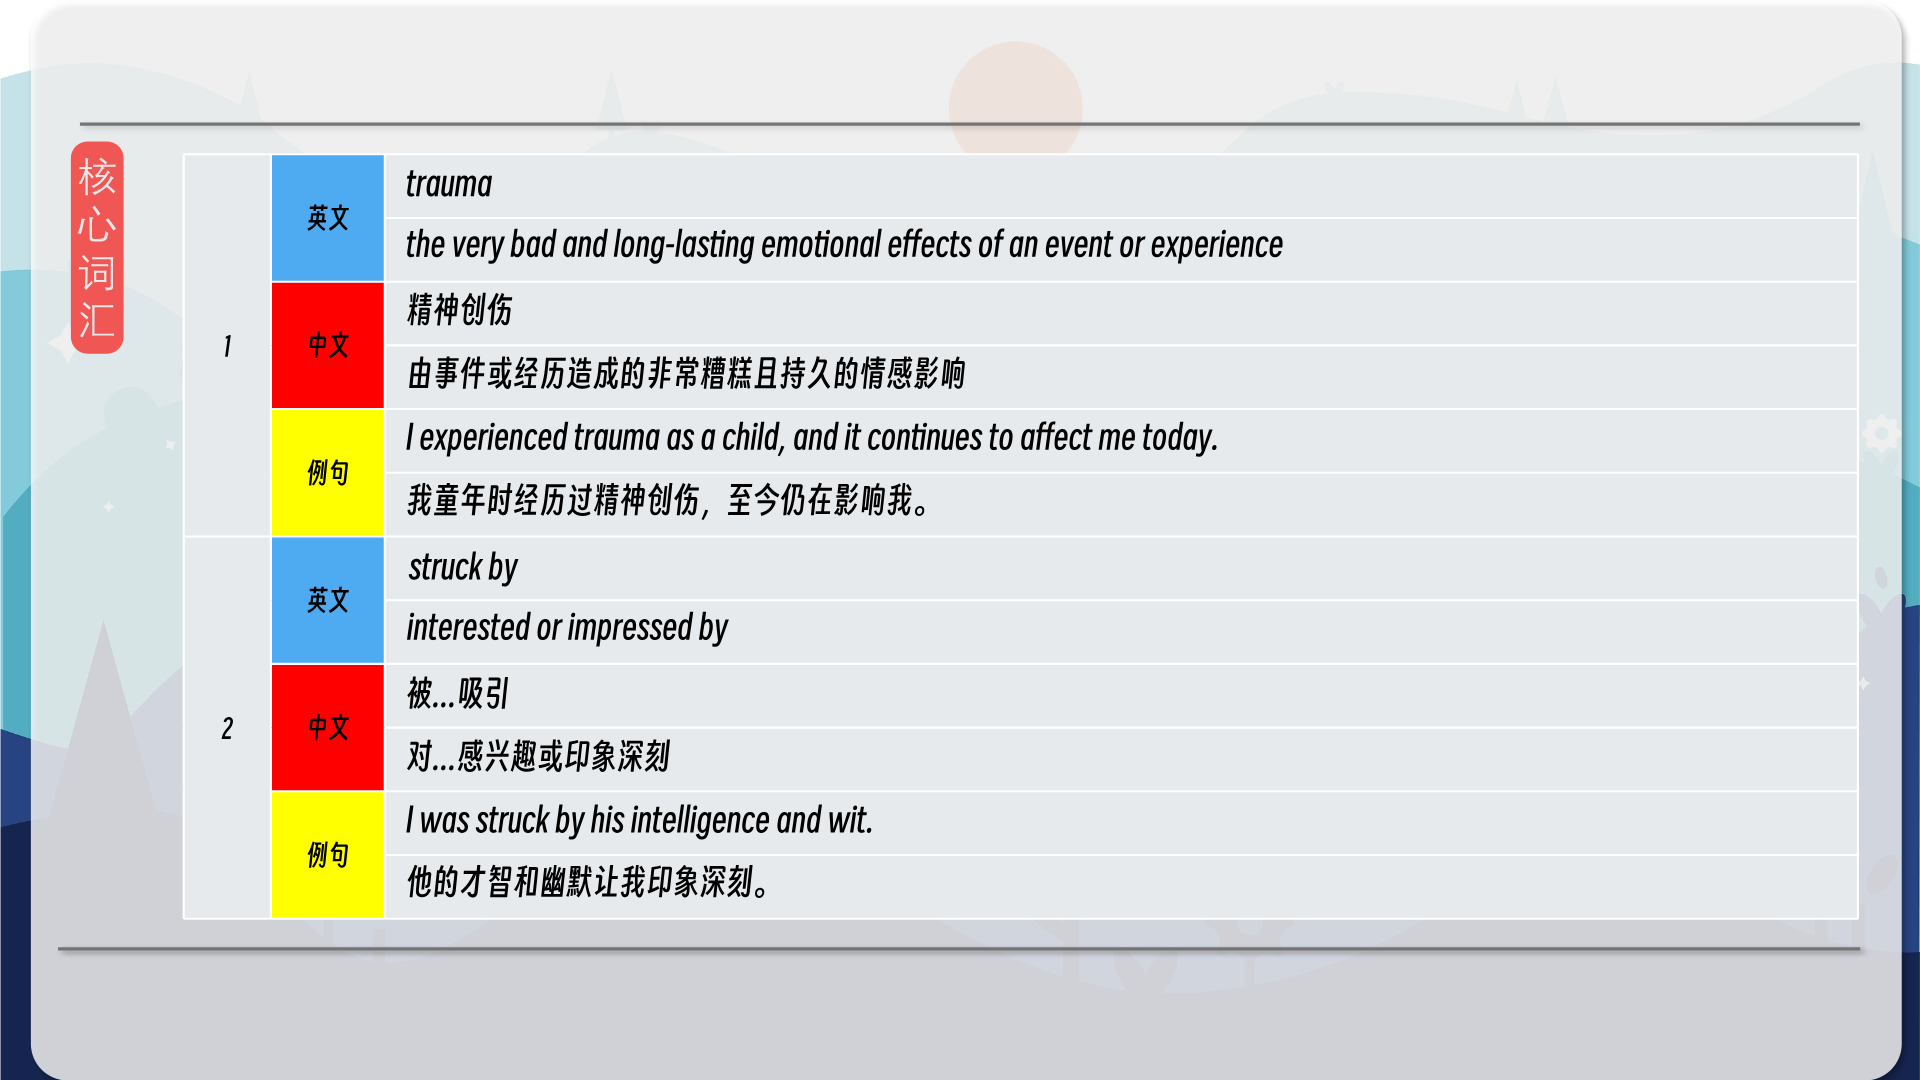 核
心
词
汇
1
英文
trauma
the very bad and long-lasting emotional effects of an event or experience
中文
精神创伤
由事件或经历造成的非常糟糕且持久的情感影响
例句
I experienced trauma as a child, and it continues to affect me today.
我童年时经历过精神创伤，至今仍在影响我。
2
英文
struck by
interested or impressed by
中文
被...吸引
对...感兴趣或印象深刻
例句
I was struck by his intelligence and wit.
他的才智和幽默让我印象深刻。